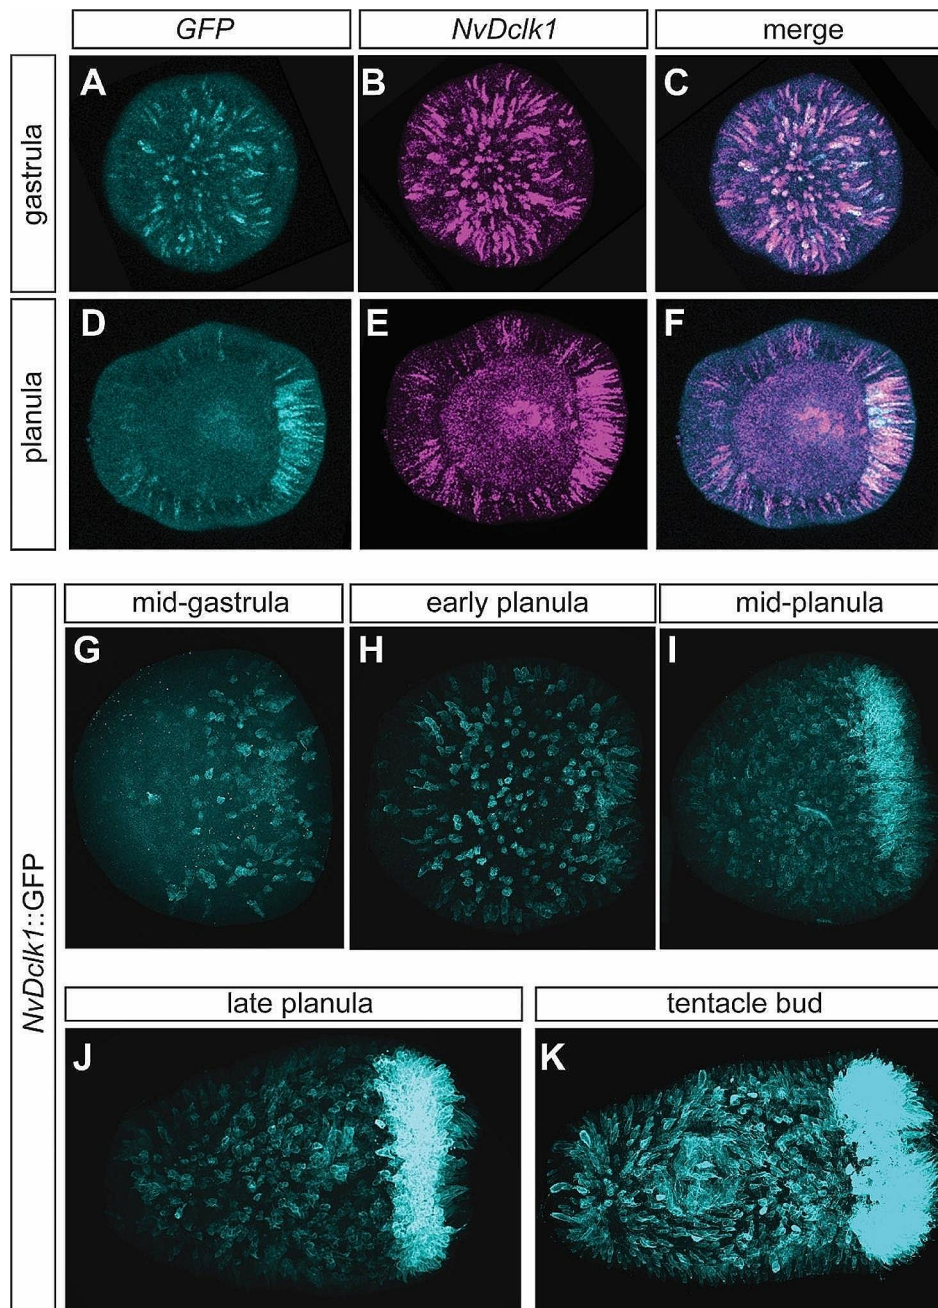 GFP NvDclk1 merge
gastrula
A B C
planula
D E F
NvDclk1::GFP
mid-gastrula early planula mid-planula
G H I
late planula tentacle bud
J K